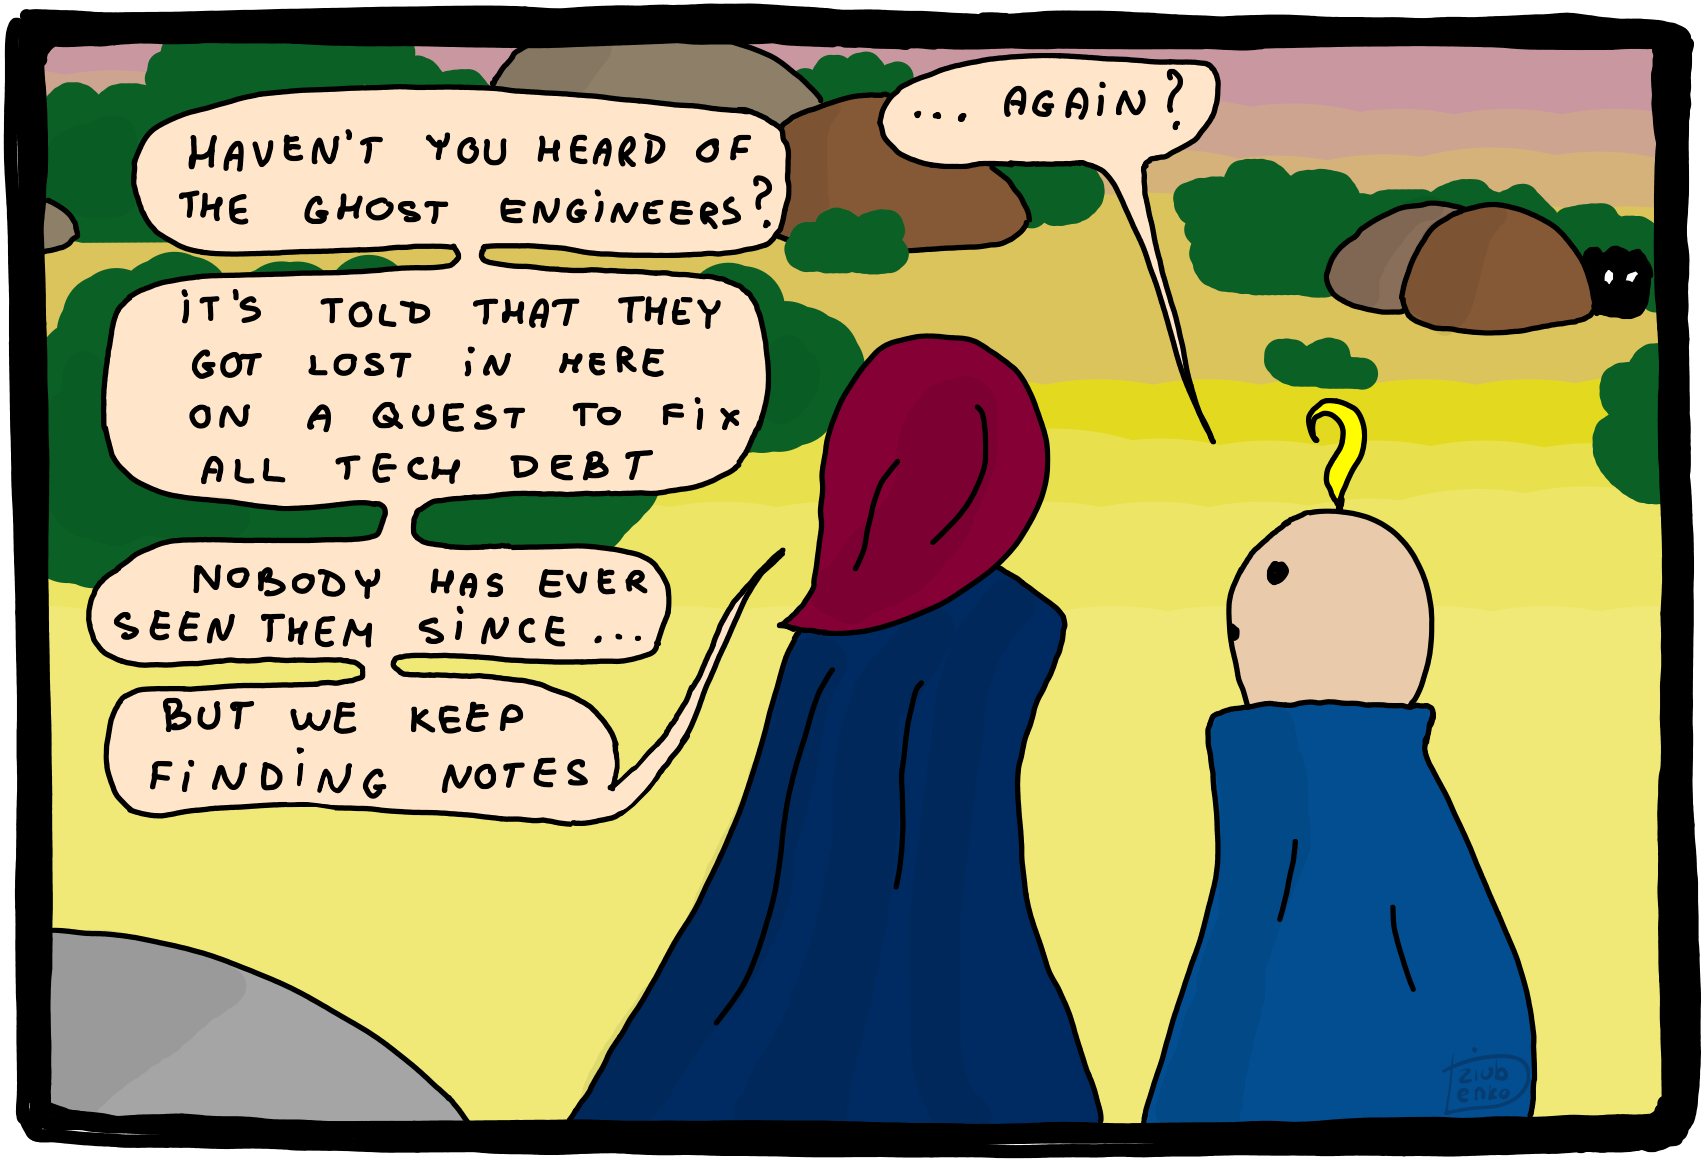 HAVEN'T YOU HEARD OF
THE GHOST ENGINEERS?
IT'S TOLD THAT THEY
GOT LOST IN HERE
ON A QUEST TO FIX
ALL TECH DEBT
NOBODY HAS EVER
SEEN THEM SINCE ...
BUT WE KEEP
FINDING NOTES
... AGAIN?
ziub
enko